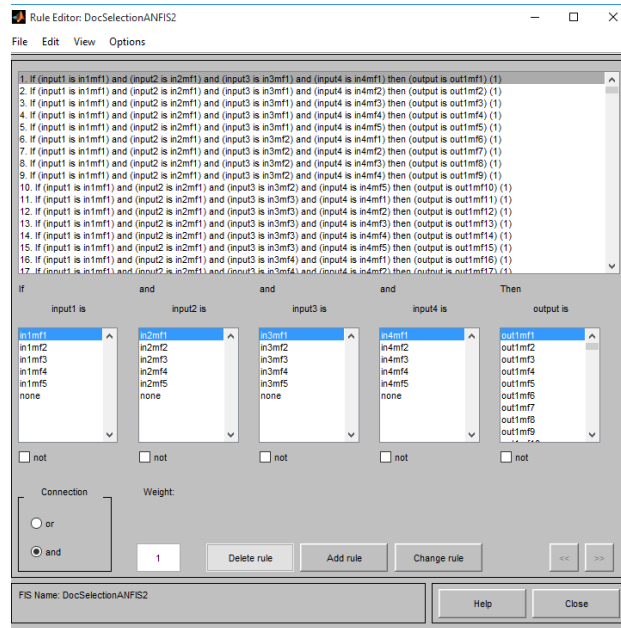 Rule Editor: DocSelectionANFIS2
File Edit View Options
1. If (input1 is in1mf1) and (input2 is in2mf1) and (input3 is in3mf1) and (input4 is in4mf1) then (output is out1mf1) (1)
2. If (input1 is in1mf1) and (input2 is in2mf1) and (input3 is in3mf1) and (input4 is in4mf2) then (output is out1mf2) (1)
3. If (input1 is in1mf1) and (input2 is in2mf1) and (input3 is in3mf1) and (input4 is in4mf3) then (output is out1mf3) (1)
4. If (input1 is in1mf1) and (input2 is in2mf1) and (input3 is in3mf1) and (input4 is in4mf4) then (output is out1mf4) (1)
5. If (input1 is in1mf1) and (input2 is in2mf1) and (input3 is in3mf1) and (input4 is in4mf5) then (output is out1mf5) (1)
6. If (input1 is in1mf1) and (input2 is in2mf1) and (input3 is in3mf2) and (input4 is in4mf1) then (output is out1mf6) (1)
7. If (input1 is in1mf1) and (input2 is in2mf1) and (input3 is in3mf2) and (input4 is in4mf2) then (output is out1mf7) (1)
8. If (input1 is in1mf1) and (input2 is in2mf1) and (input3 is in3mf2) and (input4 is in4mf3) then (output is out1mf8) (1)
9. If (input1 is in1mf1) and (input2 is in2mf1) and (input3 is in3mf2) and (input4 is in4mf4) then (output is out1mf9) (1)
10. If (input1 is in1mf1) and (input2 is in2mf1) and (input3 is in3mf2) and (input4 is in4mf5) then (output is out1mf10) (1)
11. If (input1 is in1mf1) and (input2 is in2mf1) and (input3 is in3mf3) and (input4 is in4mf1) then (output is out1mf11) (1)
12. If (input1 is in1mf1) and (input2 is in2mf1) and (input3 is in3mf3) and (input4 is in4mf2) then (output is out1mf12) (1)
13. If (input1 is in1mf1) and (input2 is in2mf1) and (input3 is in3mf3) and (input4 is in4mf3) then (output is out1mf13) (1)
14. If (input1 is in1mf1) and (input2 is in2mf1) and (input3 is in3mf3) and (input4 is in4mf4) then (output is out1mf14) (1)
15. If (input1 is in1mf1) and (input2 is in2mf1) and (input3 is in3mf3) and (input4 is in4mf5) then (output is out1mf15) (1)
16. If (input1 is in1mf1) and (input2 is in2mf1) and (input3 is in3mf4) and (input4 is in4mf1) then (output is out1mf16) (1)
17. If (input1 is in1mf1) and (input2 is in2mf1) and (input3 is in3mf4) and (input4 is in4mf2) then (output is out1mf17) (1)
If and and and Then
input1 is input2 is input3 is input4 is output is
in1mf1 in2mf1 in3mf1 in4mf1 out1mf1
in1mf2 in2mf2 in3mf2 in4mf2 out1mf2
in1mf3 in2mf3 in3mf3 in4mf3 out1mf3
in1mf4 in2mf4 in3mf4 in4mf4 out1mf4
in1mf5 in2mf5 in3mf5 in4mf5 out1mf5
none none none none out1mf6
out1mf7
out1mf8
out1mf9
not not not not not
Connection Weight:
or
and 1 Delete rule Add rule Change rule << >>
FIS Name: DocSelectionANFIS2
Help Close